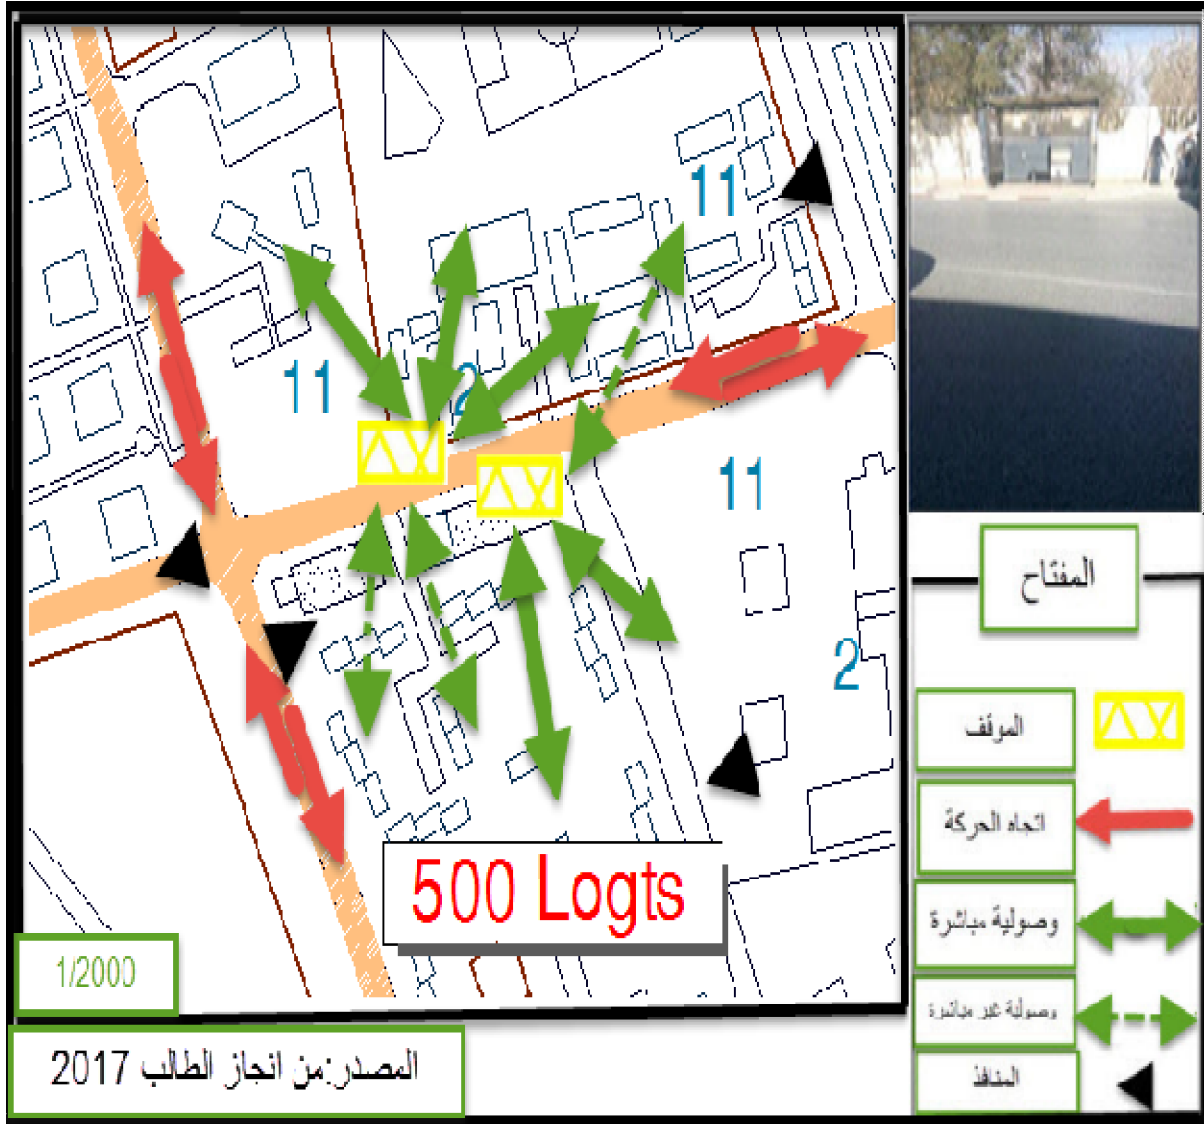 11
11
2
11
2
500 Logts
1/2000
المصدر:من انجاز الطالب 2017
المفتاح
الموقف
اتجاه الحركة
وصولية مباشرة
وصولية غير مباشرة
المنافذ